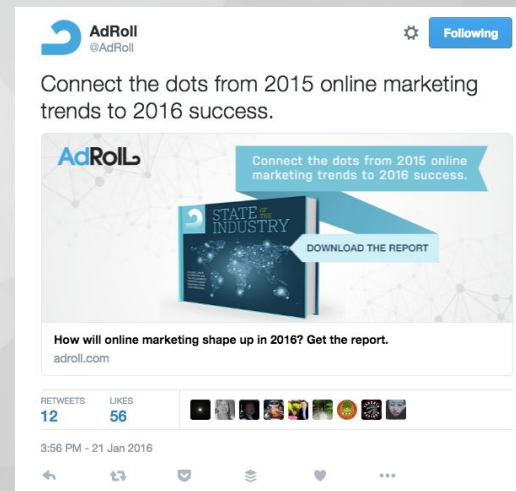 AdRoll
@AdRoll
Following
Connect the dots from 2015 online marketing
trends to 2016 success.
AdRoll
Connect the dots from 2015 online
marketing trends to 2016 success.
STATE OF THE
INDUSTRY
DOWNLOAD THE REPORT
How will online marketing shape up in 2016? Get the report.
adroll.com
RETWEETS LIKES
12 56
3:56 PM - 21 Jan 2016